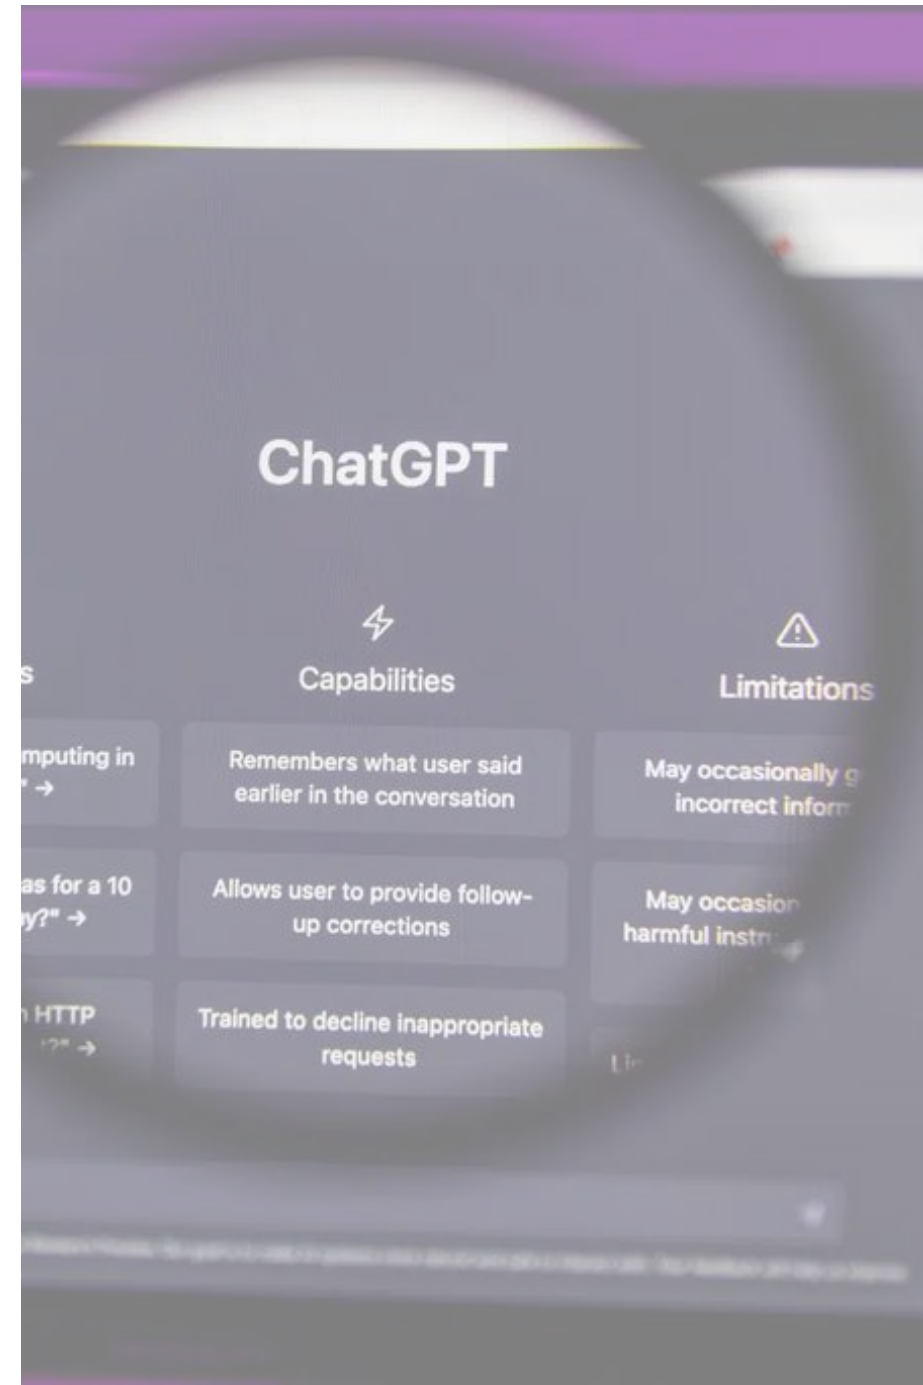 ChatGPT
s
mputing in
" →
as for a 10
y?" →
HTTP
?" →
Capabilities
Remembers what user said
earlier in the conversation
Allows user to provide follow-
up corrections
Trained to decline inappropriate
requests
Limitations
May occasionally g
incorrect inform
May occasion
harmful instr